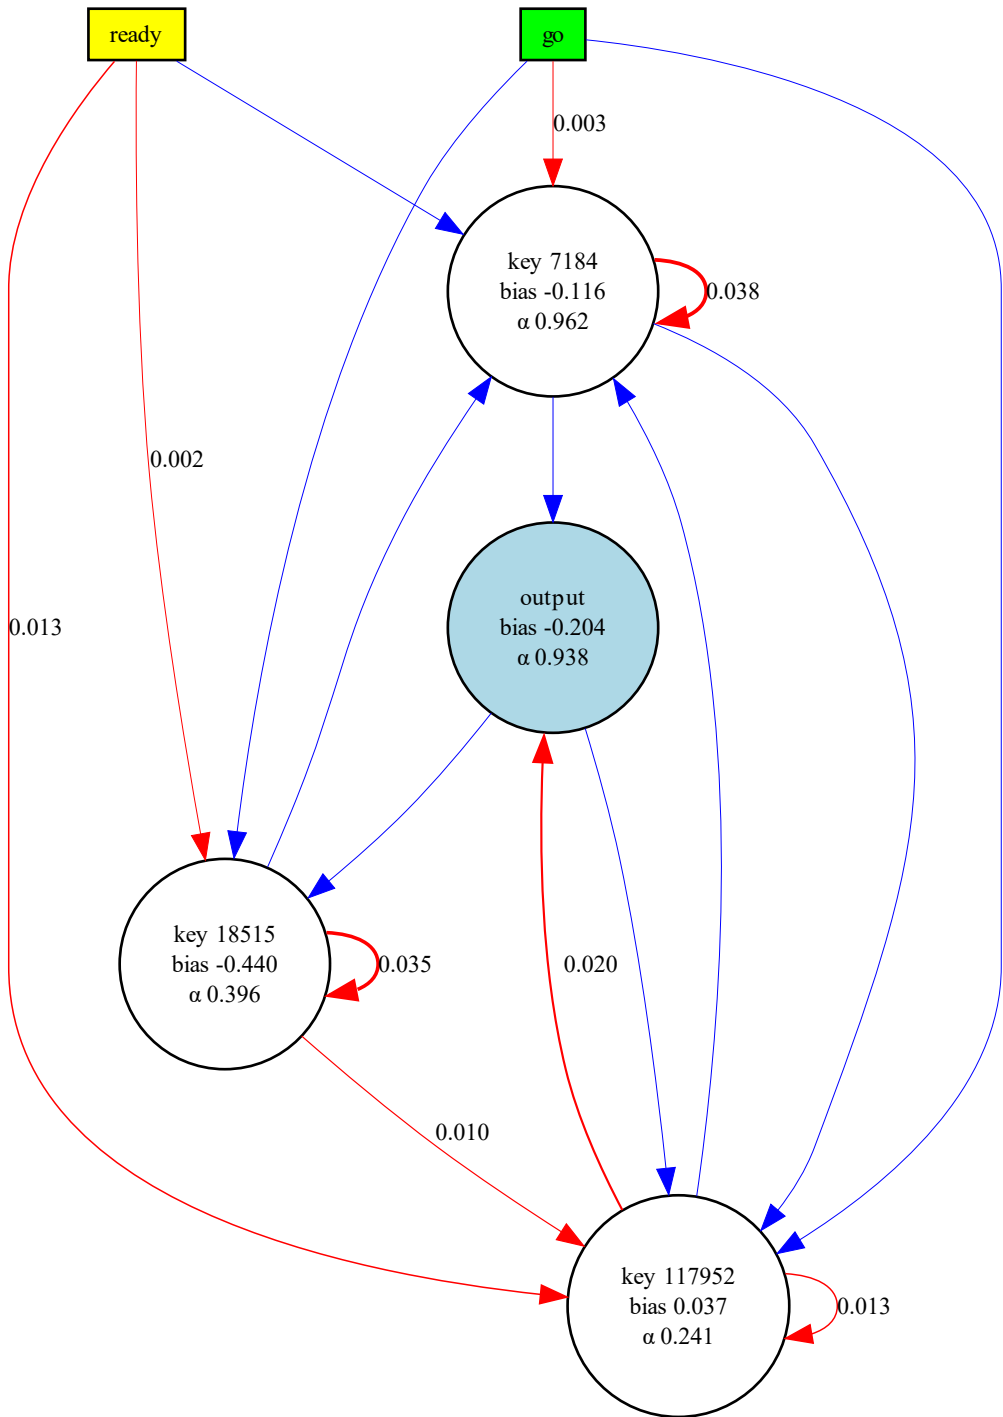 ready
go
0.003
key 7184
bias -0.116
α 0.962
0.038
0.002
output
bias -0.204
α 0.938
0.013
key 18515
bias -0.440
α 0.396
0.035
0.020
0.010
key 117952
bias 0.037
α 0.241
0.013